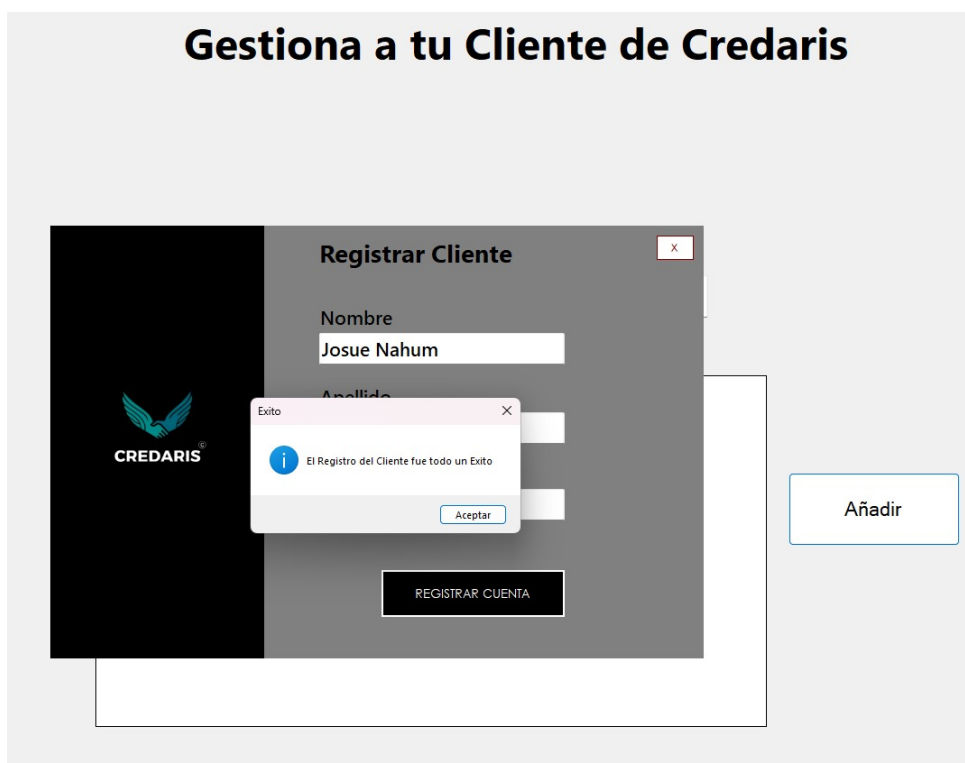 Gestiona a tu Cliente de Credaris
Registrar Cliente
X
Nombre
Josue Nahum
Apellido
Exito
El Registro del Cliente fue todo un Exito
Aceptar
CREDARIS
©
Añadir
REGISTRAR CUENTA